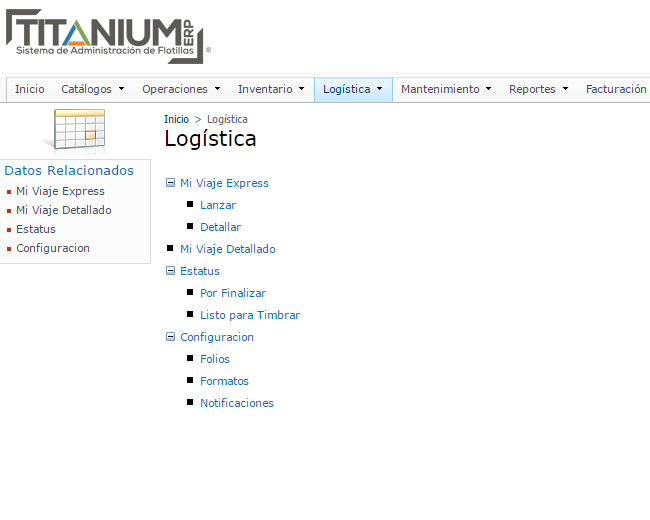 TITANIUM ERP
Sistema de Administración de Flotillas ®
Inicio Catálogos Operaciones Inventario Logística Mantenimiento Reportes Facturación
Inicio > Logística
Logística
Datos Relacionados
Mi Viaje Express
Mi Viaje Detallado
Estatus
Configuracion
Mi Viaje Express
Lanzar
Detallar
Mi Viaje Detallado
Estatus
Por Finalizar
Listo para Timbrar
Configuracion
Folios
Formatos
Notificaciones